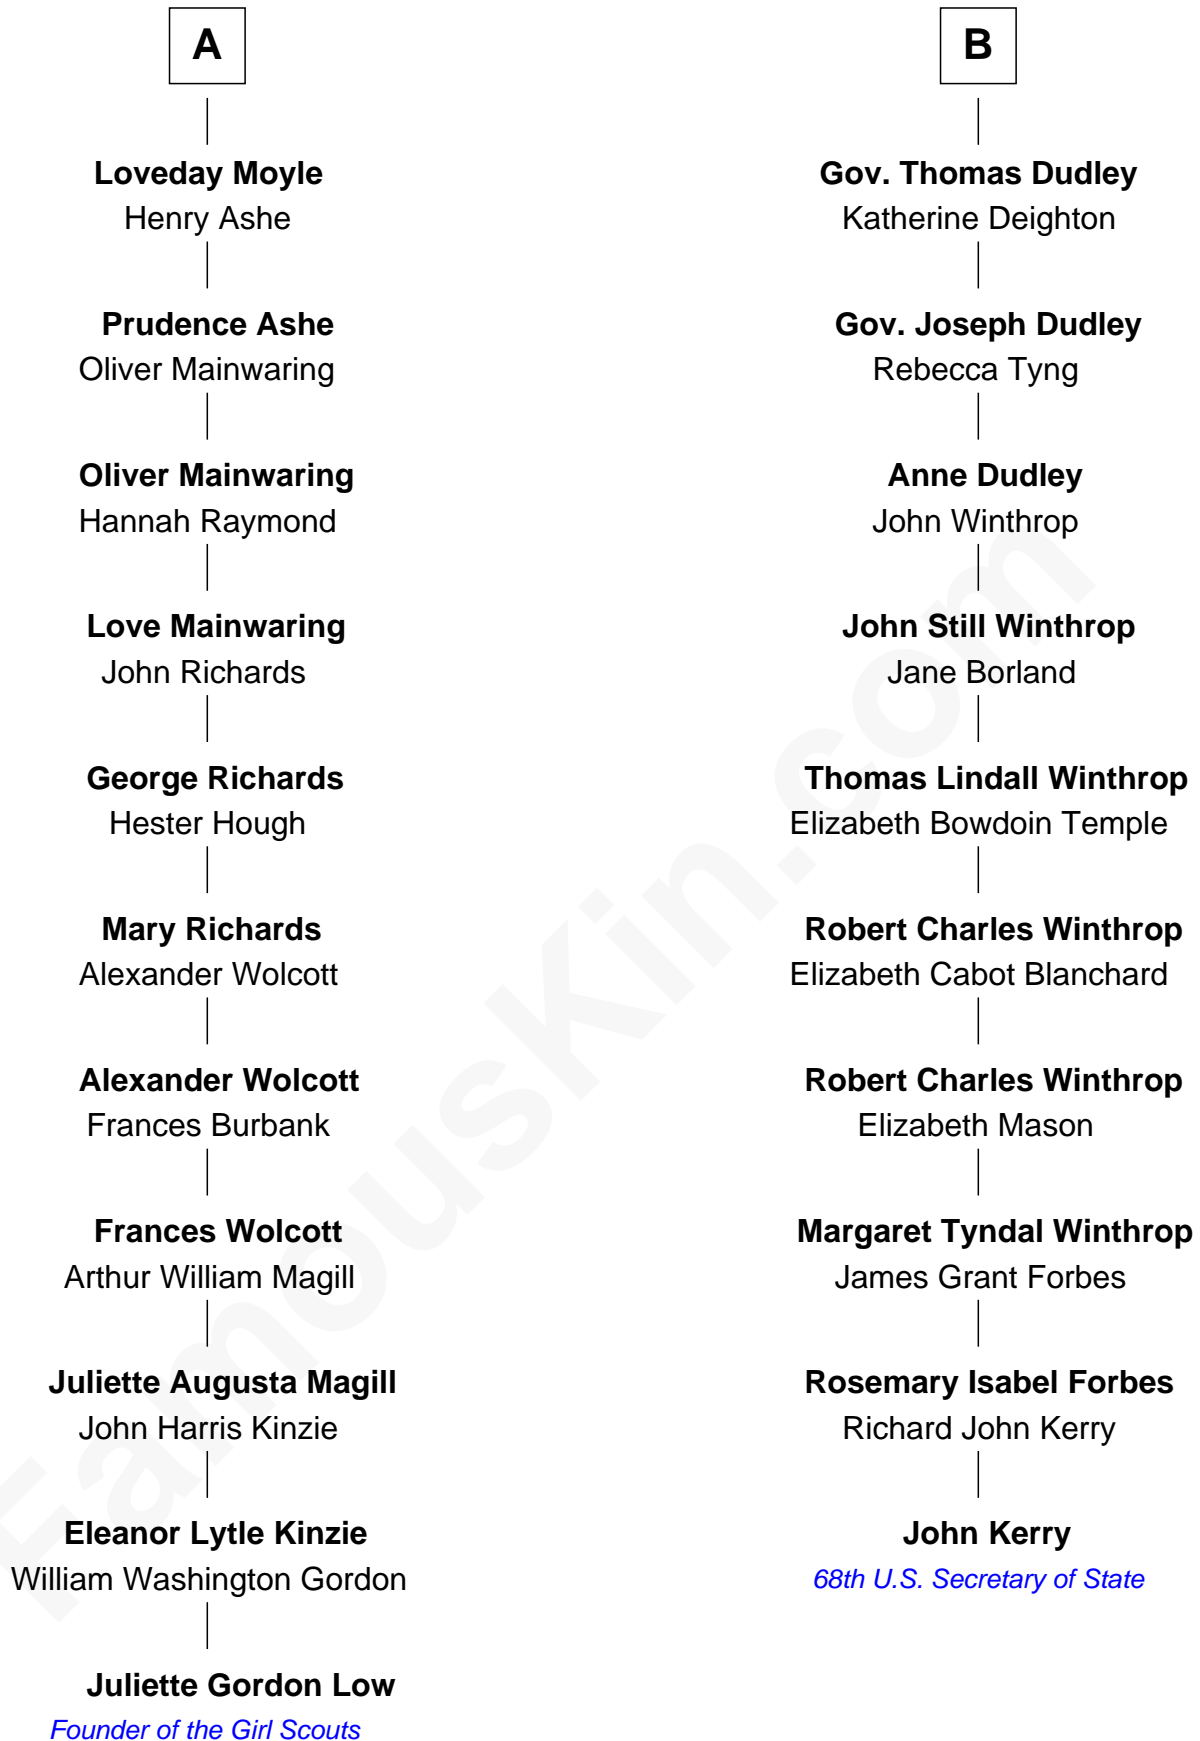 A
Loveday Moyle
Henry Ashe
Prudence Ashe
Oliver Mainwaring
Oliver Mainwaring
Hannah Raymond
Love Mainwaring
John Richards
George Richards
Hester Hough
Mary Richards
Alexander Wolcott
Alexander Wolcott
Frances Burbank
Frances Wolcott
Arthur William Magill
Juliette Augusta Magill
John Harris Kinzie
Eleanor Lytle Kinzie
William Washington Gordon
Juliette Gordon Low
Founder of the Girl Scouts
B
Gov. Thomas Dudley
Katherine Deighton
Gov. Joseph Dudley
Rebecca Tyng
Anne Dudley
John Winthrop
John Still Winthrop
Jane Borland
Thomas Lindall Winthrop
Elizabeth Bowdoin Temple
Robert Charles Winthrop
Elizabeth Cabot Blanchard
Robert Charles Winthrop
Elizabeth Mason
Margaret Tyndal Winthrop
James Grant Forbes
Rosemary Isabel Forbes
Richard John Kerry
John Kerry
68th U.S. Secretary of State
FamousKin.com